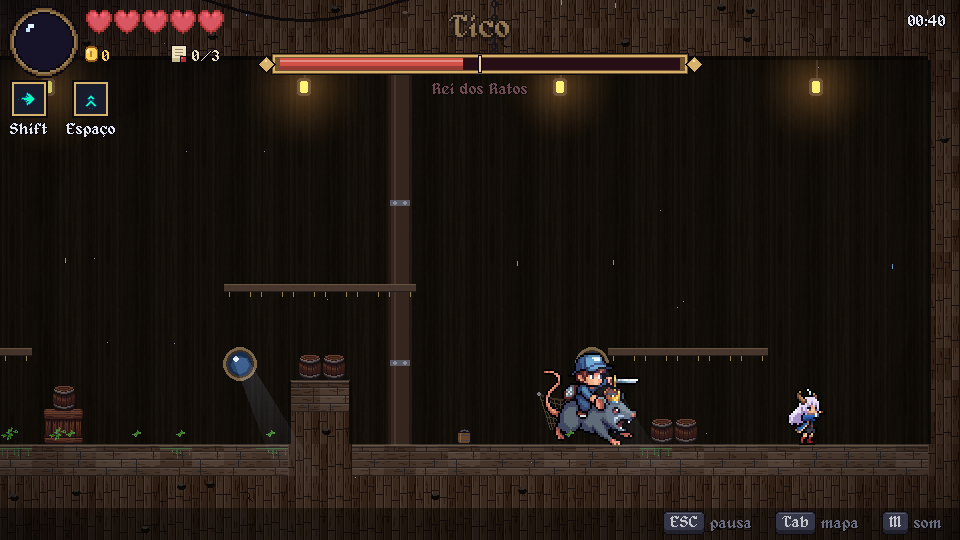 Tico
00:40
0
0/3
Rei dos Ratos
Shift
Espaço
ESC pausa
Tab mapa
M som